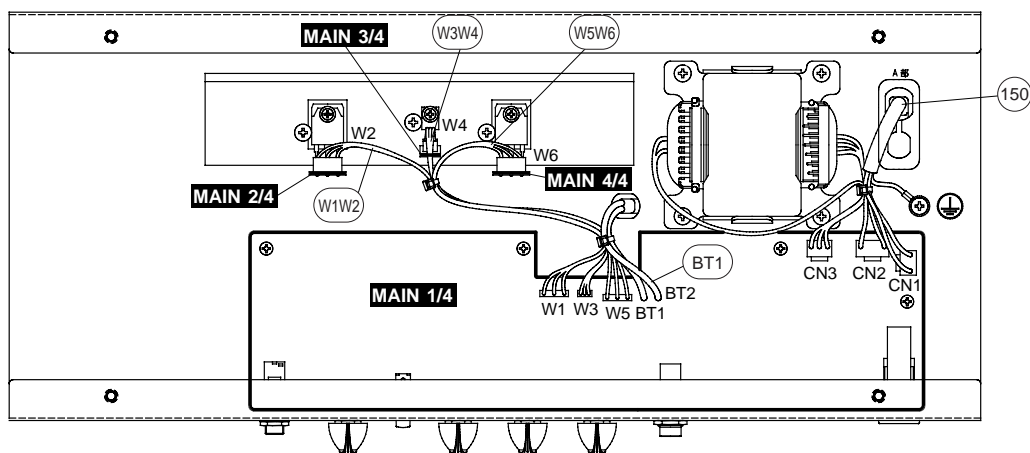 MAIN 3/4
W3W4
W5W6
A部
150
W2
W4
W6
MAIN 2/4
MAIN 4/4
W1W2
BT1
MAIN 1/4
CN3
CN2
CN1
W1
W3
W5
BT1
BT2